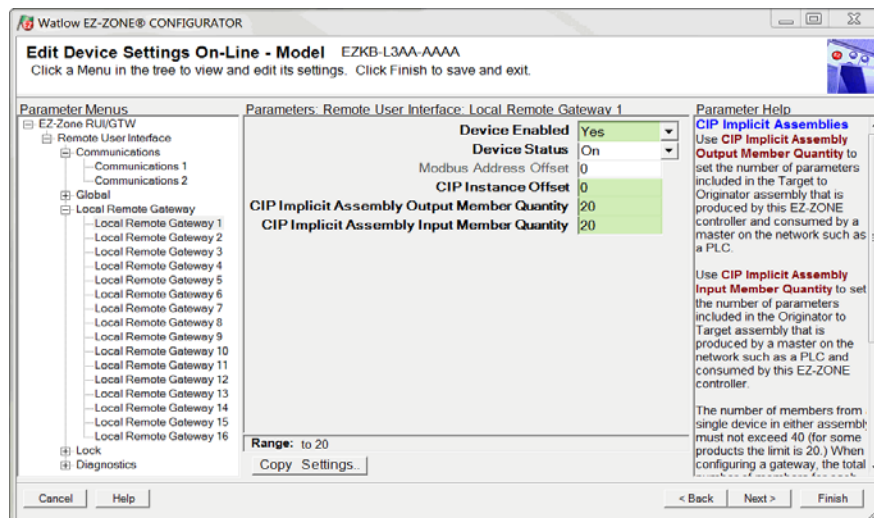 Watlow EZ-ZONE® CONFIGURATOR
Edit Device Settings On-Line - Model EZKB-L3AA-AAAA
Click a Menu in the tree to view and edit its settings. Click Finish to save and exit.
Parameter Menus
EZ-Zone RUI/GTW
Remote User Interface
Communications
Communications 1
Communications 2
Global
Local Remote Gateway
Local Remote Gateway 1
Local Remote Gateway 2
Local Remote Gateway 3
Local Remote Gateway 4
Local Remote Gateway 5
Local Remote Gateway 6
Local Remote Gateway 7
Local Remote Gateway 8
Local Remote Gateway 9
Local Remote Gateway 10
Local Remote Gateway 11
Local Remote Gateway 12
Local Remote Gateway 13
Local Remote Gateway 14
Local Remote Gateway 15
Local Remote Gateway 16
Lock
Diagnostics
Parameters: Remote User Interface: Local Remote Gateway 1
Device Enabled Yes
Device Status On
Modbus Address Offset 0
CIP Instance Offset 0
CIP Implicit Assembly Output Member Quantity 20
CIP Implicit Assembly Input Member Quantity 20
Range: to 20
Copy Settings..
Parameter Help
CIP Implicit Assemblies
Use CIP Implicit Assembly
Output Member Quantity to
set the number of parameters
included in the Target to
Originator assembly that is
produced by this EZ-ZONE
controller and consumed by a
master on the network such as
a PLC.
Use CIP Implicit Assembly
Input Member Quantity to set
the number of parameters
included in the Originator to
Target assembly that is
produced by a master on the
network such as a PLC and
consumed by this EZ-ZONE
controller.
The number of members from
single device in either assembly
must not exceed 40 (for some
products the limit is 20.) When
configuring a gateway, the total
Cancel Help < Back Next > Finish